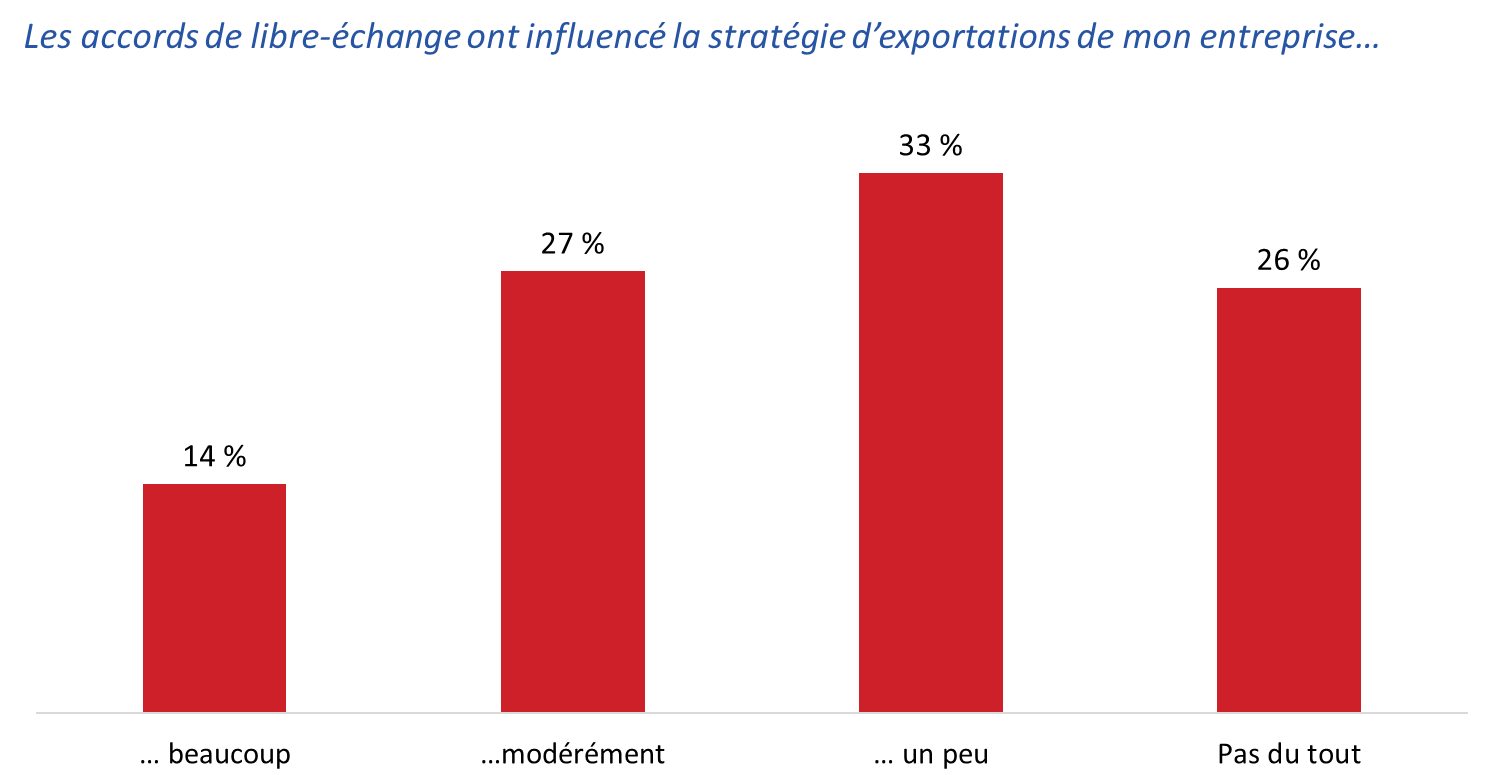 Les accords de libre-échange ont influencé la stratégie d’exportations de mon entreprise…
33 %
27 %
26 %
14 %
… beaucoup
…modérément
… un peu
Pas du tout